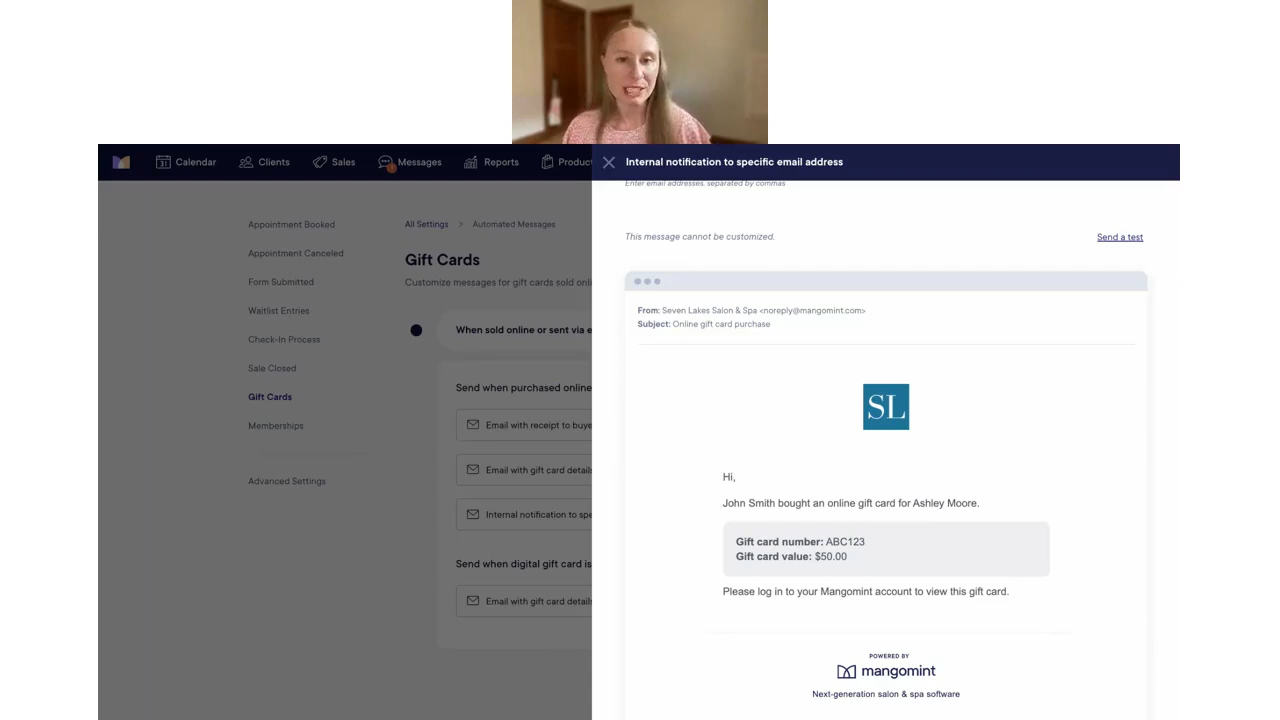 Calendar
Clients
Sales
Messages
Reports
Produc
Internal notification to specific email address
Enter email addresses, separated by commas
Appointment Booked
Appointment Canceled
Form Submitted
Waitlist Entries
Check-In Process
Sale Closed
Gift Cards
Memberships
Advanced Settings
All Settings > Automated Messages
Gift Cards
Customize messages for gift cards sold onli
When sold online or sent via e
Send when purchased online
Email with receipt to buye
Email with gift card details
Internal notification to spe
Send when digital gift card is
Email with gift card details
This message cannot be customized.
Send a test
From: Seven Lakes Salon & Spa <noreply@mangomint.com>
Subject: Online gift card purchase
SL
Hi,
John Smith bought an online gift card for Ashley Moore.
Gift card number: ABC123
Gift card value: $50.00
Please log in to your Mangomint account to view this gift card.
POWERED BY
mangomint
Next-generation salon & spa software